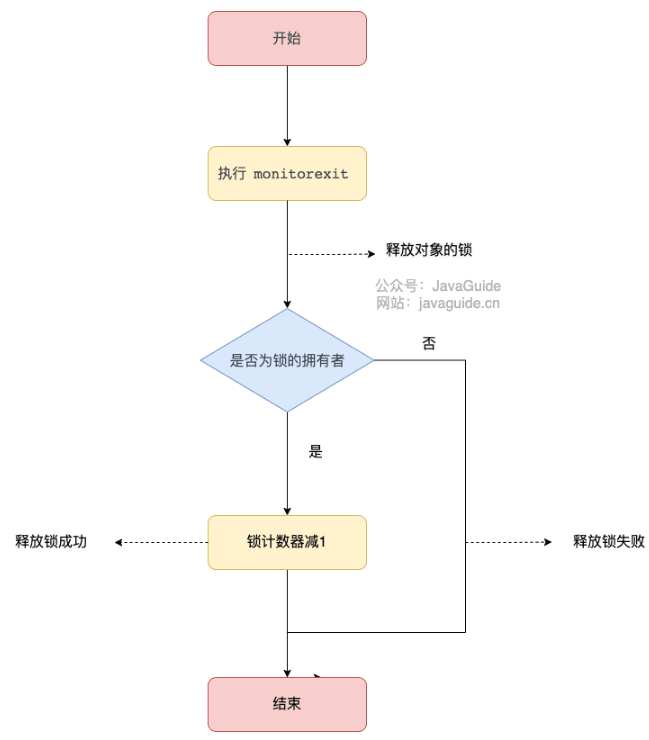 开始
执行 monitorexit
释放对象的锁
公众号：JavaGuide
网站：javaguide.cn
是否为锁的拥有者
否
是
释放锁成功
锁计数器减1
释放锁失败
结束